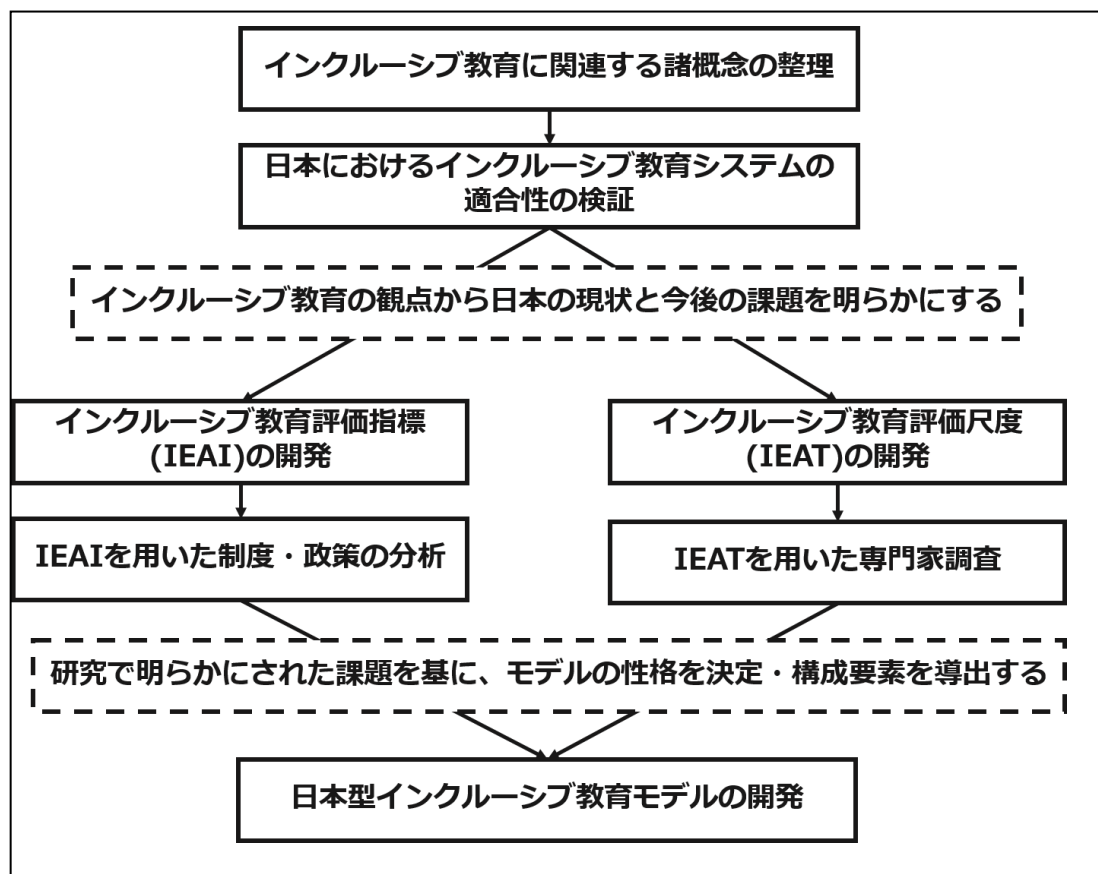 インクルーシブ教育に関連する諸概念の整理
日本におけるインクルーシブ教育システムの
適合性の検証
インクルーシブ教育の観点から日本の現状と今後の課題を明らかにする
インクルーシブ教育評価指標
(IEAI)の開発
インクルーシブ教育評価尺度
(IEAT)の開発
IEAIを用いた制度・政策の分析
IEATを用いた専門家調査
研究で明らかにされた課題を基に、モデルの性格を決定・構成要素を導出する
日本型インクルーシブ教育モデルの開発